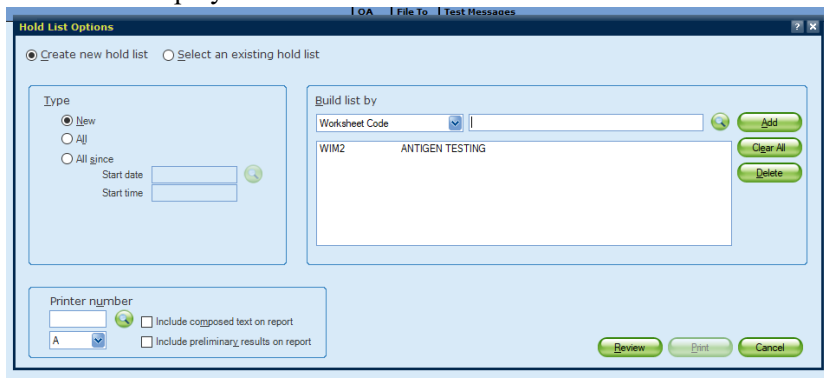 OA File To Test Messages
Hold List Options
Create new hold list Select an existing hold list
Type
New
All
All since
Start date
Start time
Build list by
Worksheet Code
Add
WIM2 ANTIGEN TESTING
Clear All
Delete
Printer number
Include composed text on report
A
Include preliminary results on report
Review Print Cancel